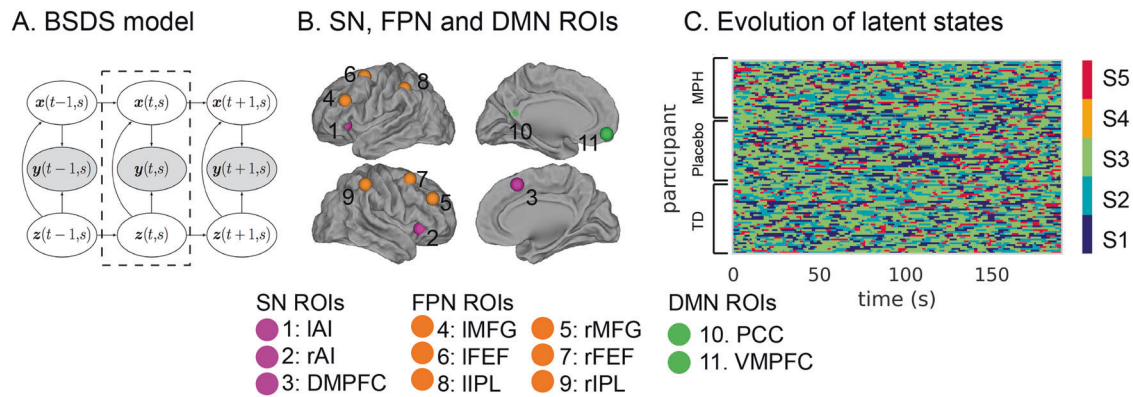 A. BSDS model
x(t−1,s) x(t,s) x(t+1,s)
y(t−1,s) y(t,s) y(t+1,s)
z(t−1,s) z(t,s) z(t+1,s)
B. SN, FPN and DMN ROIs
6 8
4
1
10 11
7
9 5
2
3
SN ROIs
1: lAI
2: rAI
3: DMPFC
FPN ROIs
4: lMFG 5: rMFG
6: lFEF 7: rFEF
8: lIPL 9: rIPL
DMN ROIs
10. PCC
11. VMPFC
C. Evolution of latent states
participant
MPH
Placebo
TD
0 50 100 150
time (s)
S5
S4
S3
S2
S1